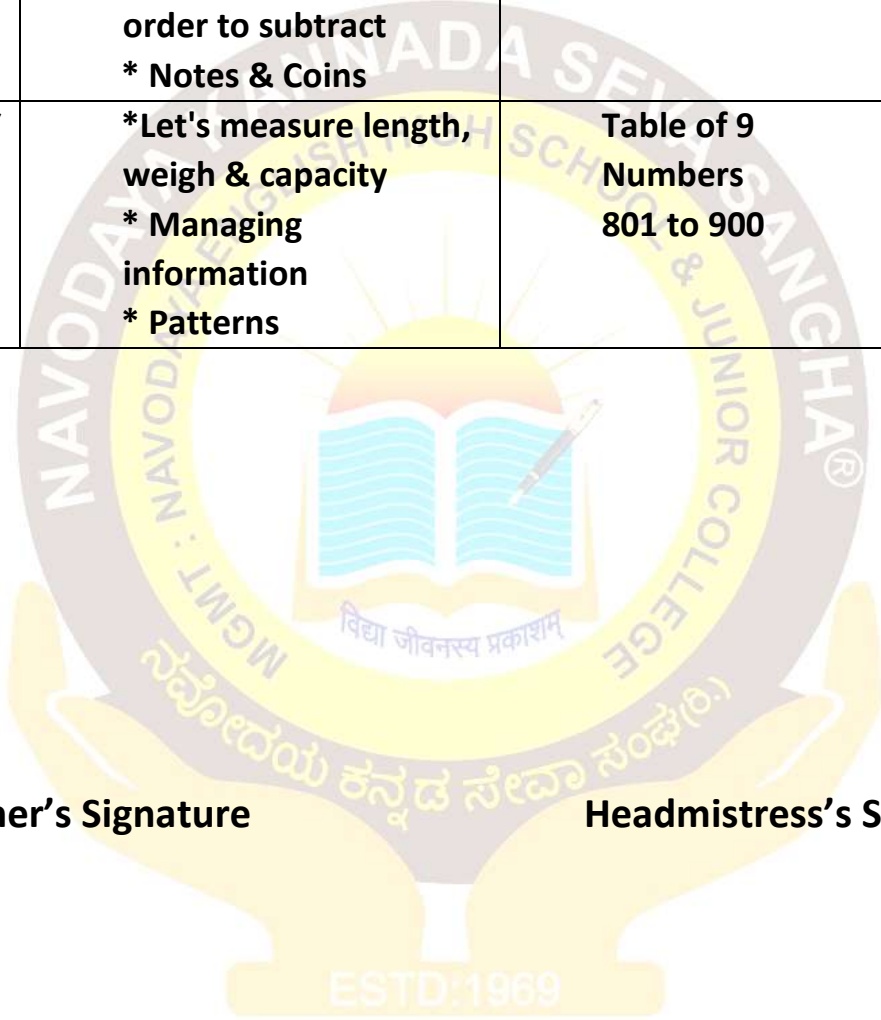 order to subtract
* Notes & Coins
*Let's measure length,
weigh & capacity
* Managing
information
* Patterns
Table of 9
Numbers
801 to 900
NAVODAYA KANNADA SEVA SANGHA®
MGMT : NAVODAYA ENGLISH HIGH SCHOOL & JUNIOR COLLEGE
विद्या जीवनस्य प्रकाशम्
ನವೋದಯ ಕನ್ನಡ ಸೇವಾ ಸಂಘ(ರಿ.)
her's Signature
Headmistress's S
ESTD:1969